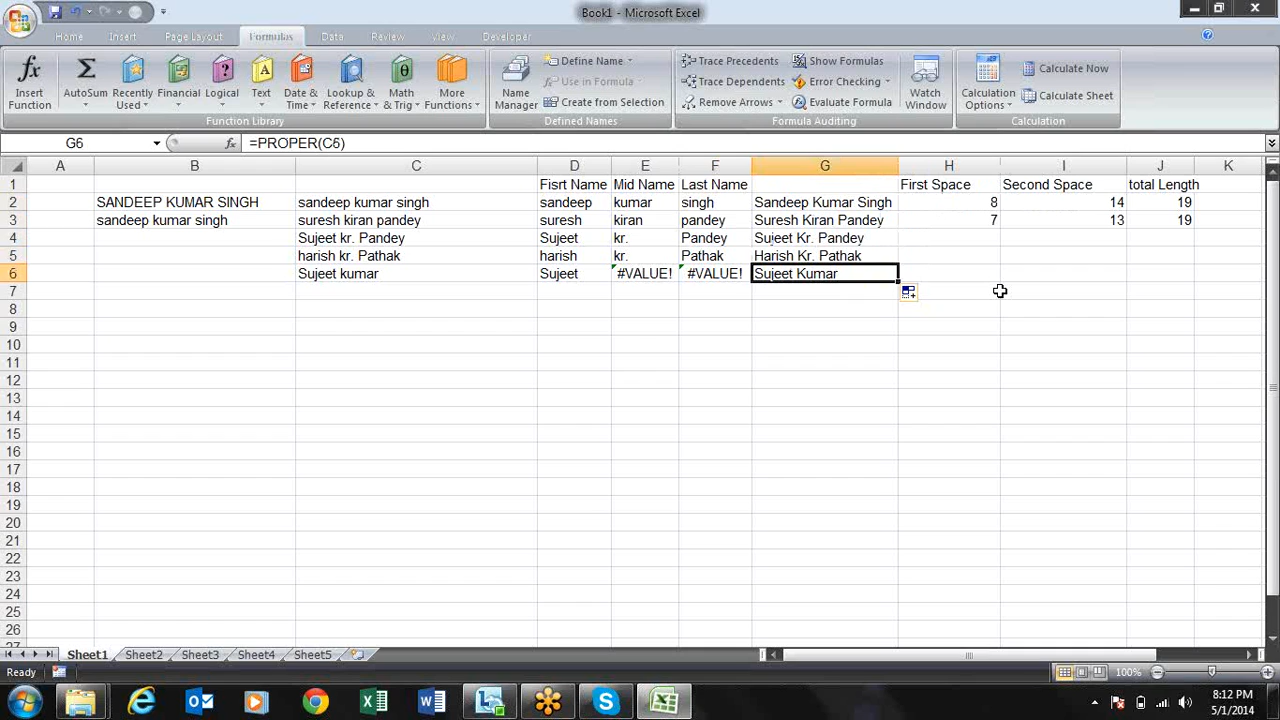 Book1 - Microsoft Excel
Home Insert Page Layout Formulas Data Review View Developer
Insert Function
AutoSum
Recently Used
Financial
Logical
Text
Date & Time
Lookup & Reference
Math & Trig
More Functions
Function Library
Name Manager
Define Name
Use in Formula
Create from Selection
Defined Names
Trace Precedents
Trace Dependents
Remove Arrows
Show Formulas
Error Checking
Evaluate Formula
Formula Auditing
Watch Window
Calculation Options
Calculate Now
Calculate Sheet
Calculation
G6 fx =PROPER(C6)
A B C D E F G H I J K
1 Fisrt Name Mid Name Last Name First Space Second Space total Length
2 SANDEEP KUMAR SINGH sandeep kumar singh sandeep kumar singh Sandeep Kumar Singh 8 14 19
3 sandeep kumar singh suresh kiran pandey suresh kiran pandey Suresh Kiran Pandey 7 13 19
4 Sujeet kr. Pandey Sujeet kr. Pandey Sujeet Kr. Pandey
5 harish kr. Pathak harish kr. Pathak Harish Kr. Pathak
6 Sujeet kumar Sujeet #VALUE! #VALUE! Sujeet Kumar
7
8
9
10
11
12
13
14
15
16
17
18
19
20
21
22
23
24
25
26
27
Sheet1 Sheet2 Sheet3 Sheet4 Sheet5
Ready 100%
8:12 PM
5/1/2014